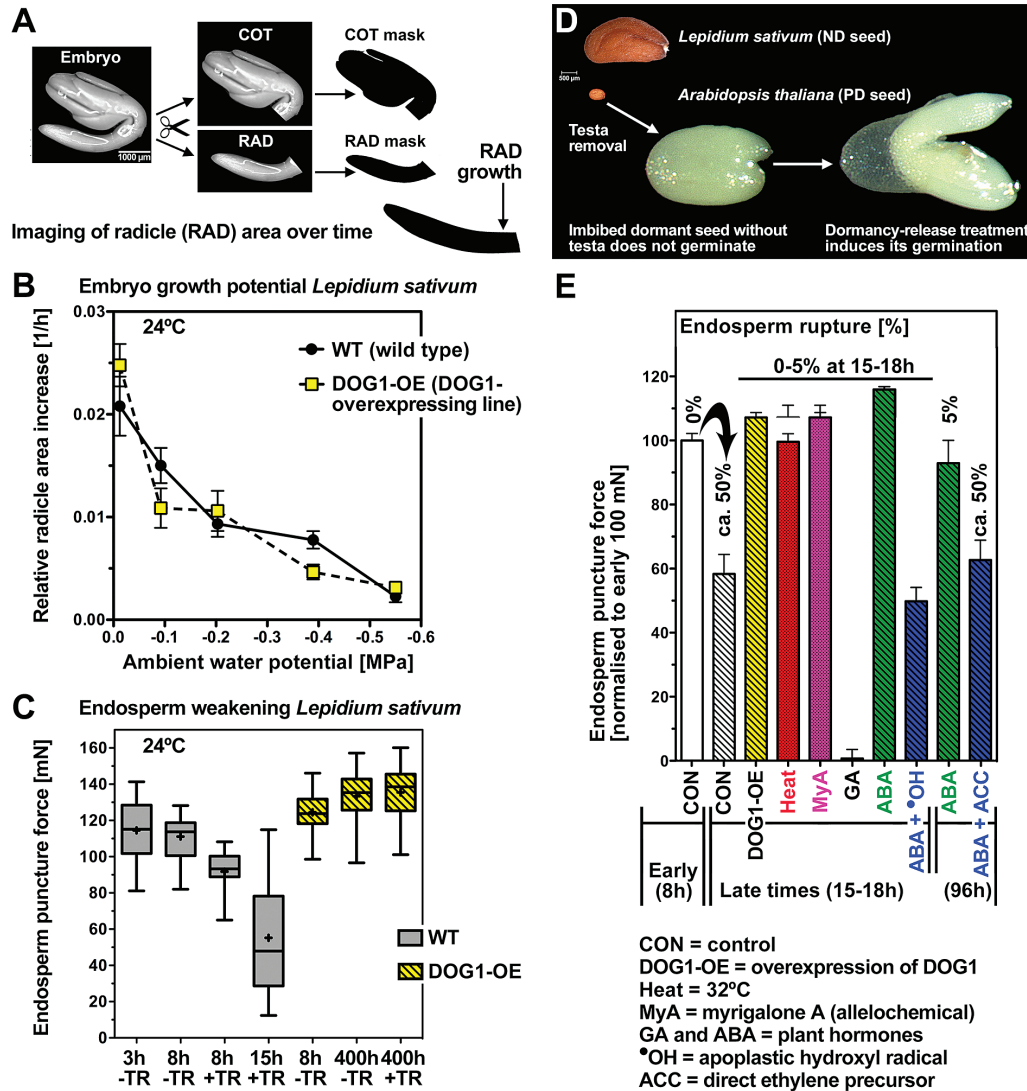 A
COT
COT mask
Embryo
1000 µm
RAD
RAD mask
RAD
growth
Imaging of radicle (RAD) area over time
D
Lepidium sativum (ND seed)
500 µm
Arabidopsis thaliana (PD seed)
Testa
removal
Imbibed dormant seed without
testa does not germinate
Dormancy-release treatment
induces its germination
B
Embryo growth potential Lepidium sativum
24ºC
WT (wild type)
DOG1-OE (DOG1-
overexpressing line)
Relative radicle area increase [1/h]
0.03
0.02
0.01
0.00
0.0 -0.1 -0.2 -0.3 -0.4 -0.5 -0.6
Ambient water potential [MPa]
C
Endosperm weakening Lepidium sativum
24ºC
Endosperm puncture force [mN]
160
140
120
100
80
60
40
20
0
WT
DOG1-OE
3h 8h 8h 15h 8h 400h 400h
-TR -TR +TR +TR -TR -TR +TR
E
Endosperm rupture [%]
0-5% at 15-18h
0%
ca. 50%
5%
ca. 50%
Endosperm puncture force
[normalised to early 100 mN]
120
100
80
60
40
20
0
CON
CON
DOG1-OE
Heat
MyA
GA
ABA
ABA + •OH
ABA
ABA + ACC
Early
(8h)
Late times (15-18h)
(96h)
CON = control
DOG1-OE = overexpression of DOG1
Heat = 32ºC
MyA = myrigalone A (allelochemical)
GA and ABA = plant hormones
•OH = apoplastic hydroxyl radical
ACC = direct ethylene precursor